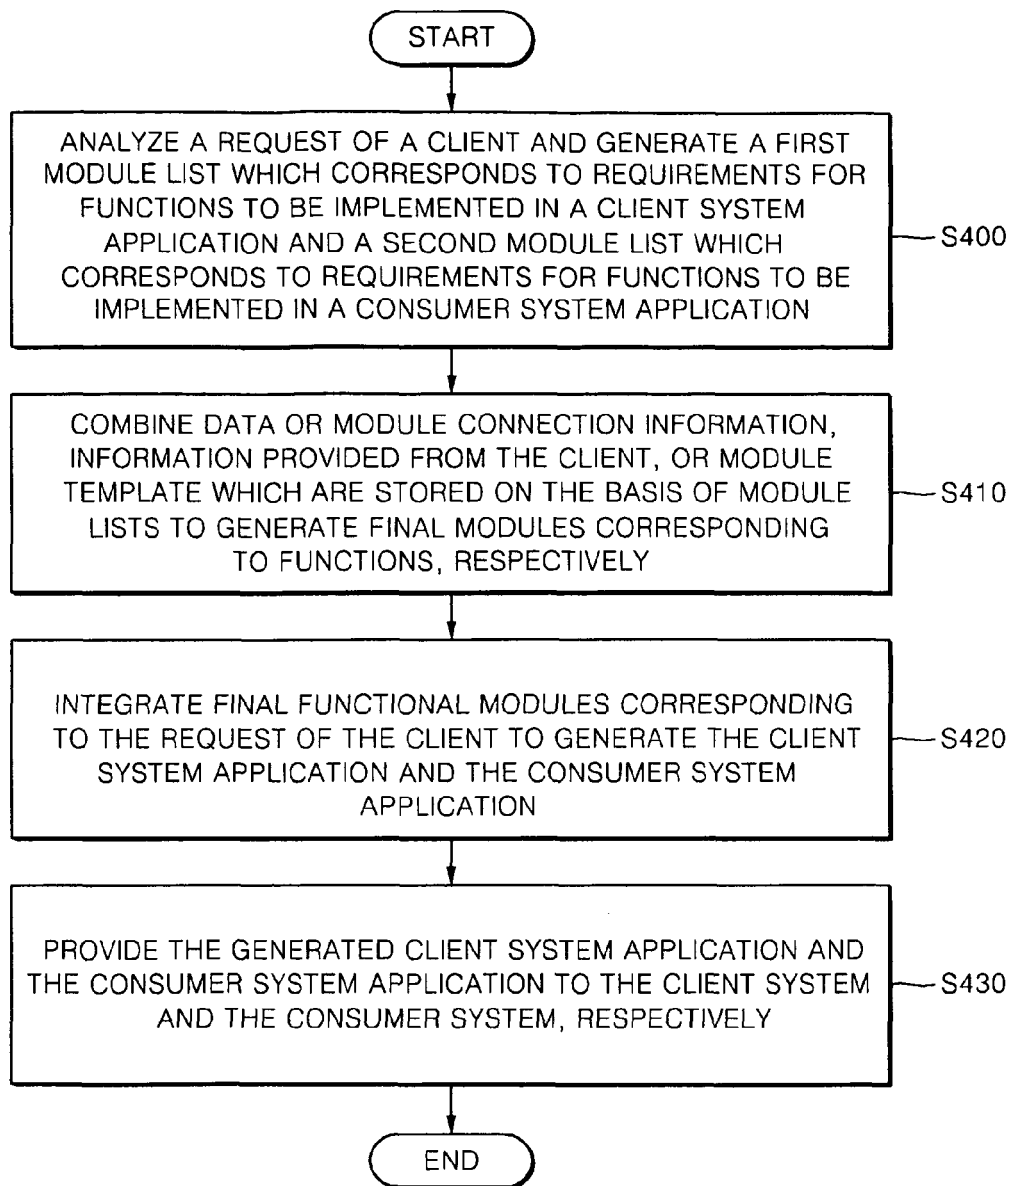 START
ANALYZE A REQUEST OF A CLIENT AND GENERATE A FIRST
MODULE LIST WHICH CORRESPONDS TO REQUIREMENTS FOR
FUNCTIONS TO BE IMPLEMENTED IN A CLIENT SYSTEM
APPLICATION AND A SECOND MODULE LIST WHICH
CORRESPONDS TO REQUIREMENTS FOR FUNCTIONS TO BE
IMPLEMENTED IN A CONSUMER SYSTEM APPLICATION
S400
COMBINE DATA OR MODULE CONNECTION INFORMATION,
INFORMATION PROVIDED FROM THE CLIENT, OR MODULE
TEMPLATE WHICH ARE STORED ON THE BASIS OF MODULE
LISTS TO GENERATE FINAL MODULES CORRESPONDING
TO FUNCTIONS, RESPECTIVELY
S410
INTEGRATE FINAL FUNCTIONAL MODULES CORRESPONDING
TO THE REQUEST OF THE CLIENT TO GENERATE THE CLIENT
SYSTEM APPLICATION AND THE CONSUMER SYSTEM
APPLICATION
S420
PROVIDE THE GENERATED CLIENT SYSTEM APPLICATION AND
THE CONSUMER SYSTEM APPLICATION TO THE CLIENT SYSTEM
AND THE CONSUMER SYSTEM, RESPECTIVELY
S430
END